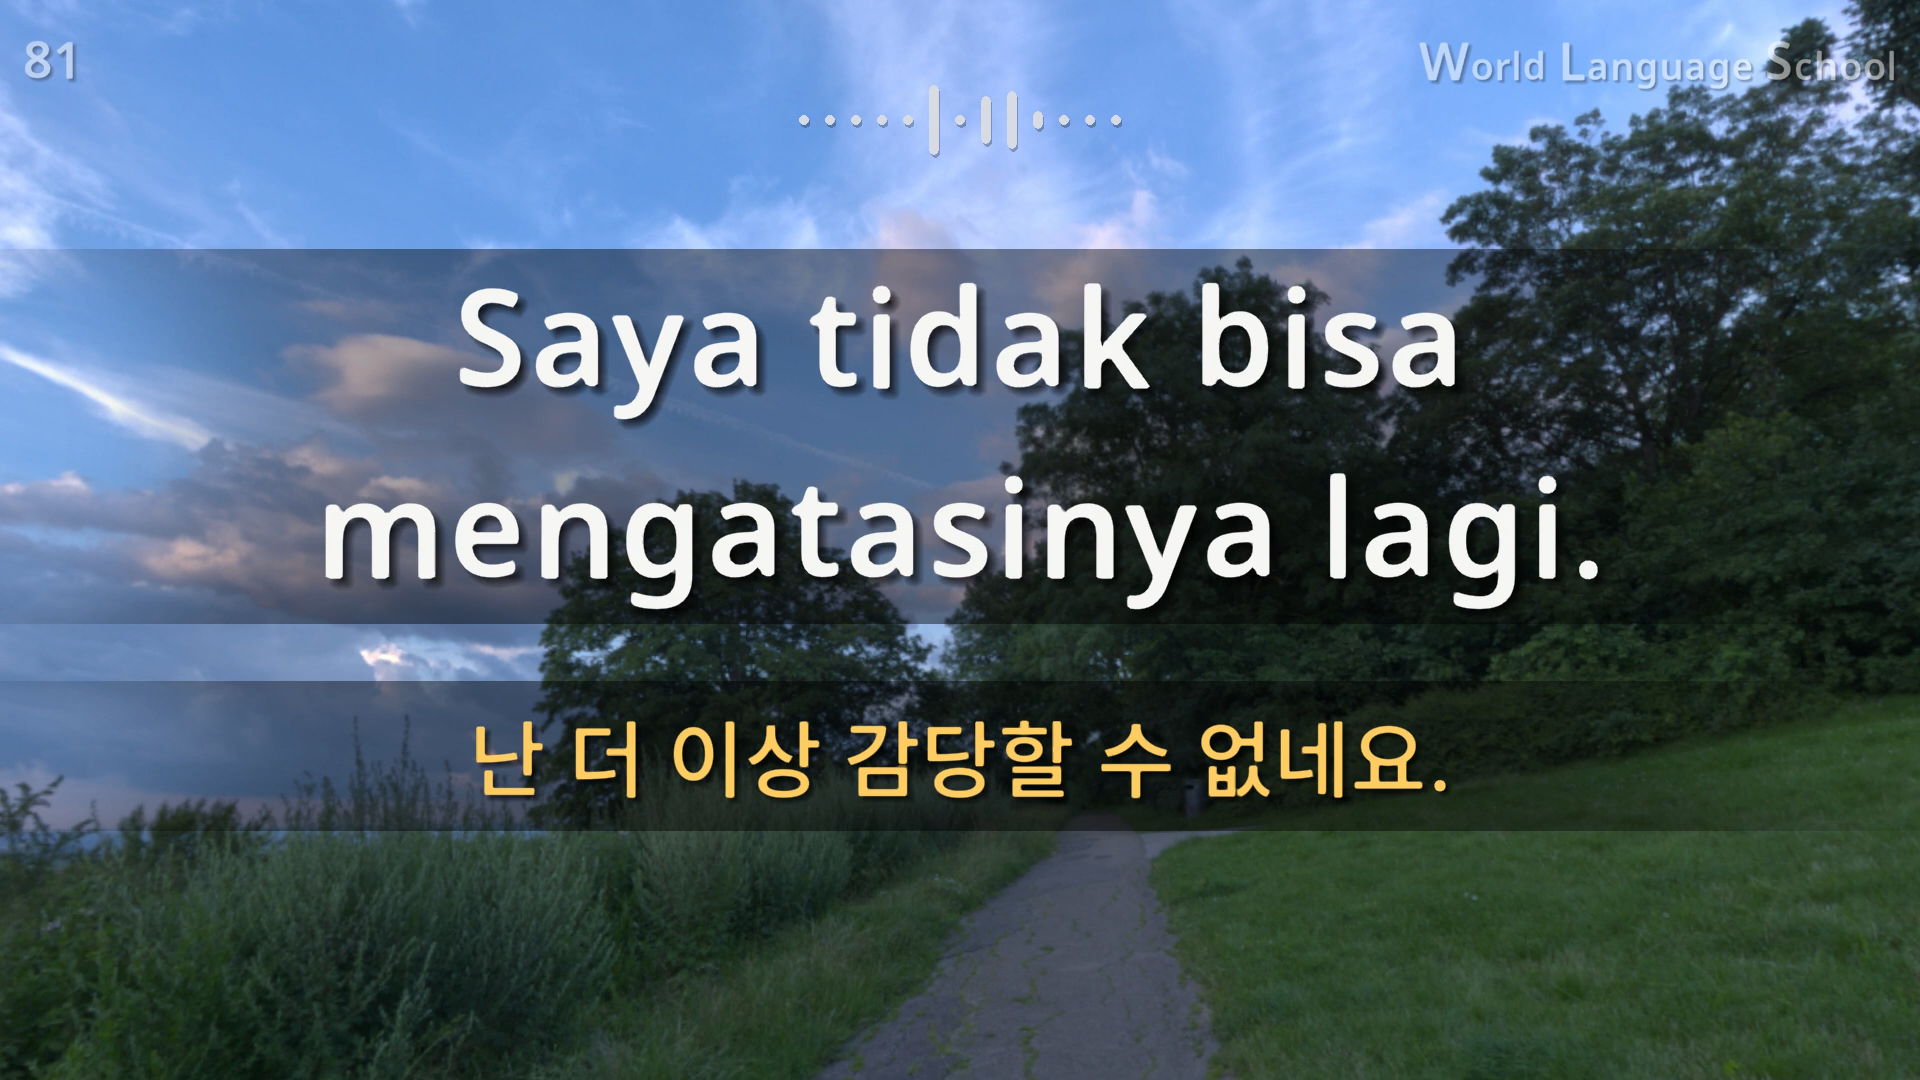 81
World Language School
Saya tidak bisa
mengatasinya lagi.
난 더 이상 감당할 수 없네요.